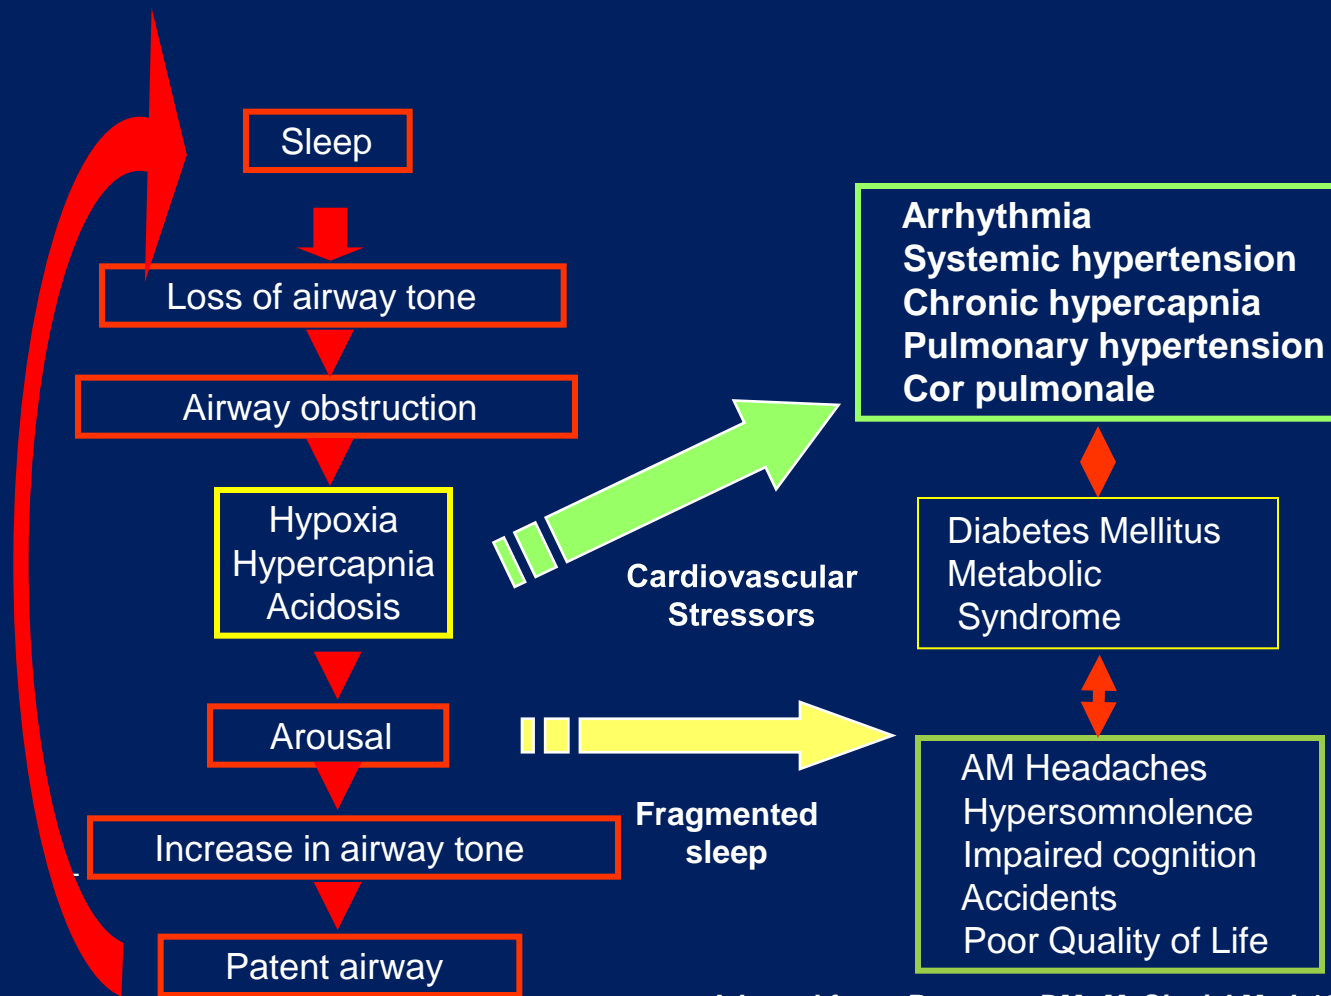 Sleep
Loss of airway tone
Airway obstruction
Hypoxia
Hypercapnia
Acidosis
Arousal
Increase in airway tone
Patent airway
Cardiovascular
Stressors
Fragmented
sleep
Arrhythmia
Systemic hypertension
Chronic hypercapnia
Pulmonary hypertension
Cor pulmonale
Diabetes Mellitus
Metabolic
Syndrome
AM Headaches
Hypersomnolence
Impaired cognition
Accidents
Poor Quality of Life